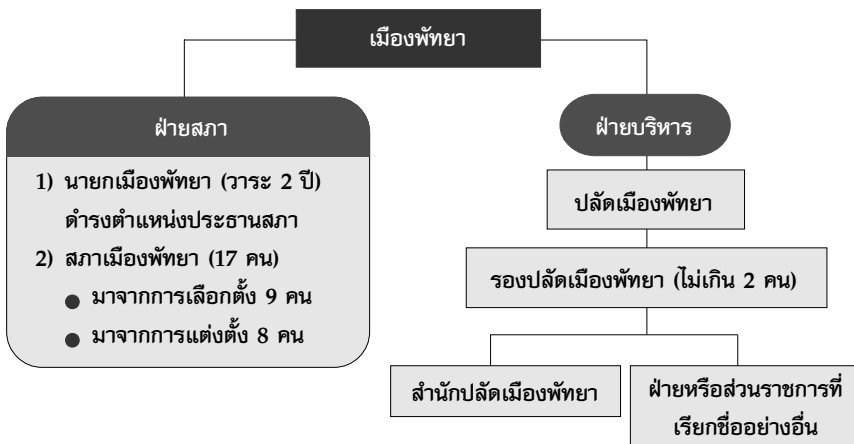 เมืองพัทยา
ฝ่ายสภา
1) นายกเมืองพัทยา (วาระ 2 ปี)
ดำรงตำแหน่งประธานสภา
2) สภาเมืองพัทยา (17 คน)
● มาจากการเลือกตั้ง 9 คน
● มาจากการแต่งตั้ง 8 คน
ฝ่ายบริหาร
ปลัดเมืองพัทยา
รองปลัดเมืองพัทยา (ไม่เกิน 2 คน)
สำนักปลัดเมืองพัทยา
ฝ่ายหรือส่วนราชการที่
เรียกชื่ออย่างอื่น